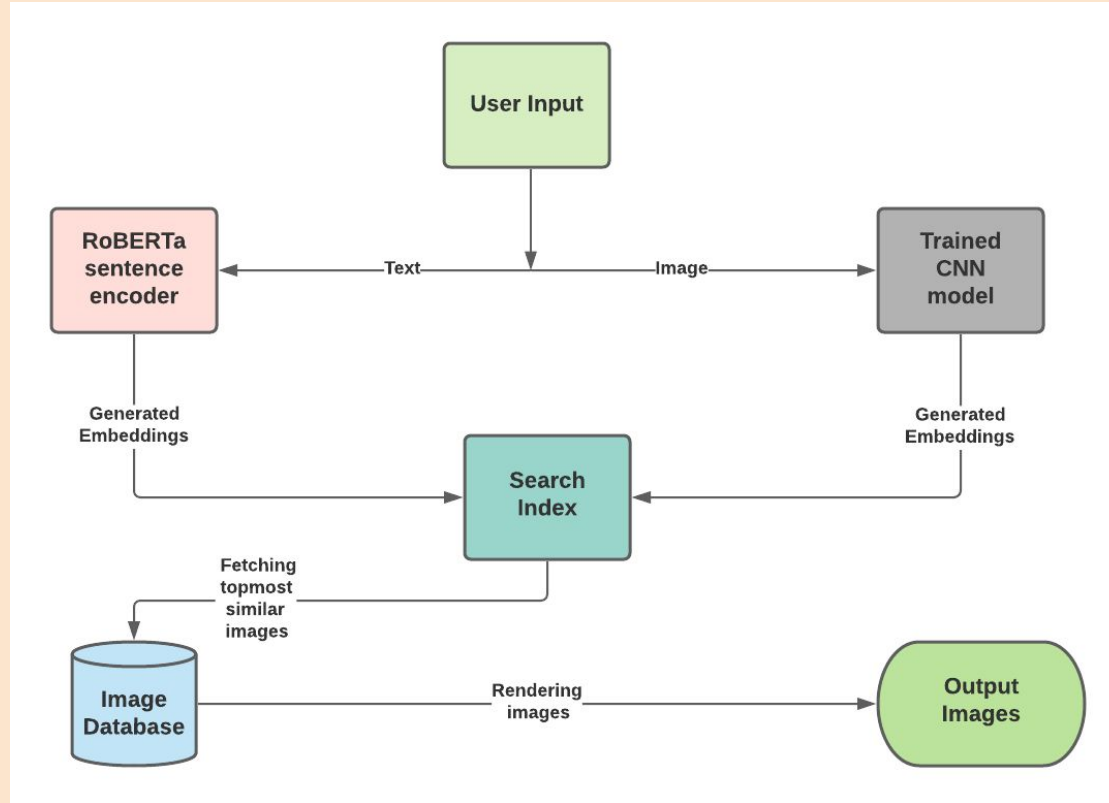 User Input
RoBERTa
sentence
encoder
Text
Image
Trained
CNN
model
Generated
Embeddings
Generated
Embeddings
Search
Index
Fetching
topmost
similar
images
Image
Database
Rendering
images
Output
Images